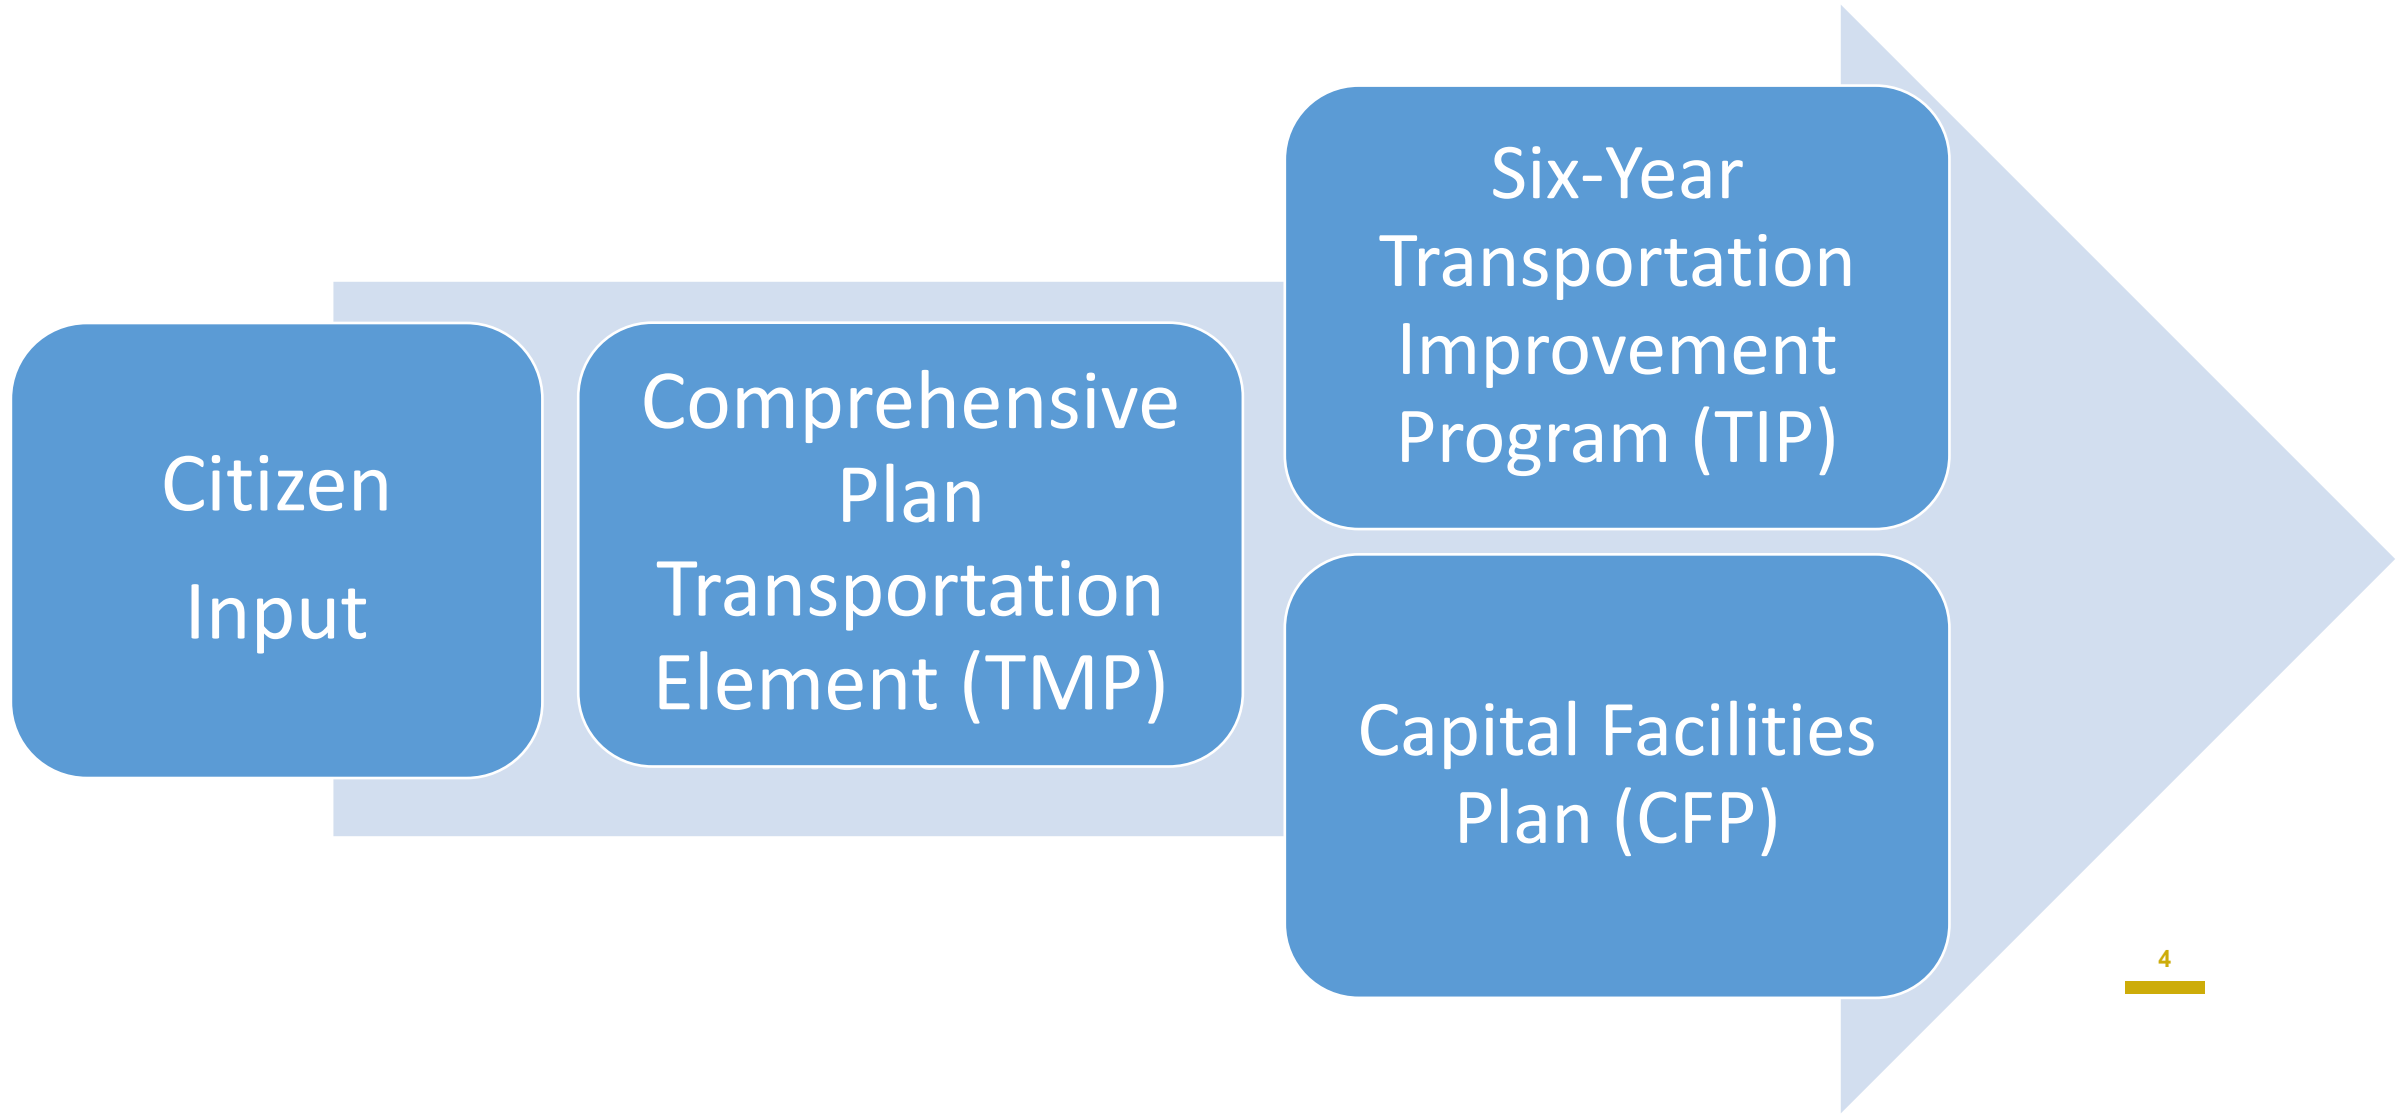 Citizen
Input
Comprehensive
Plan
Transportation
Element (TMP)
Six-Year
Transportation
Improvement
Program (TIP)
Capital Facilities
Plan (CFP)
4